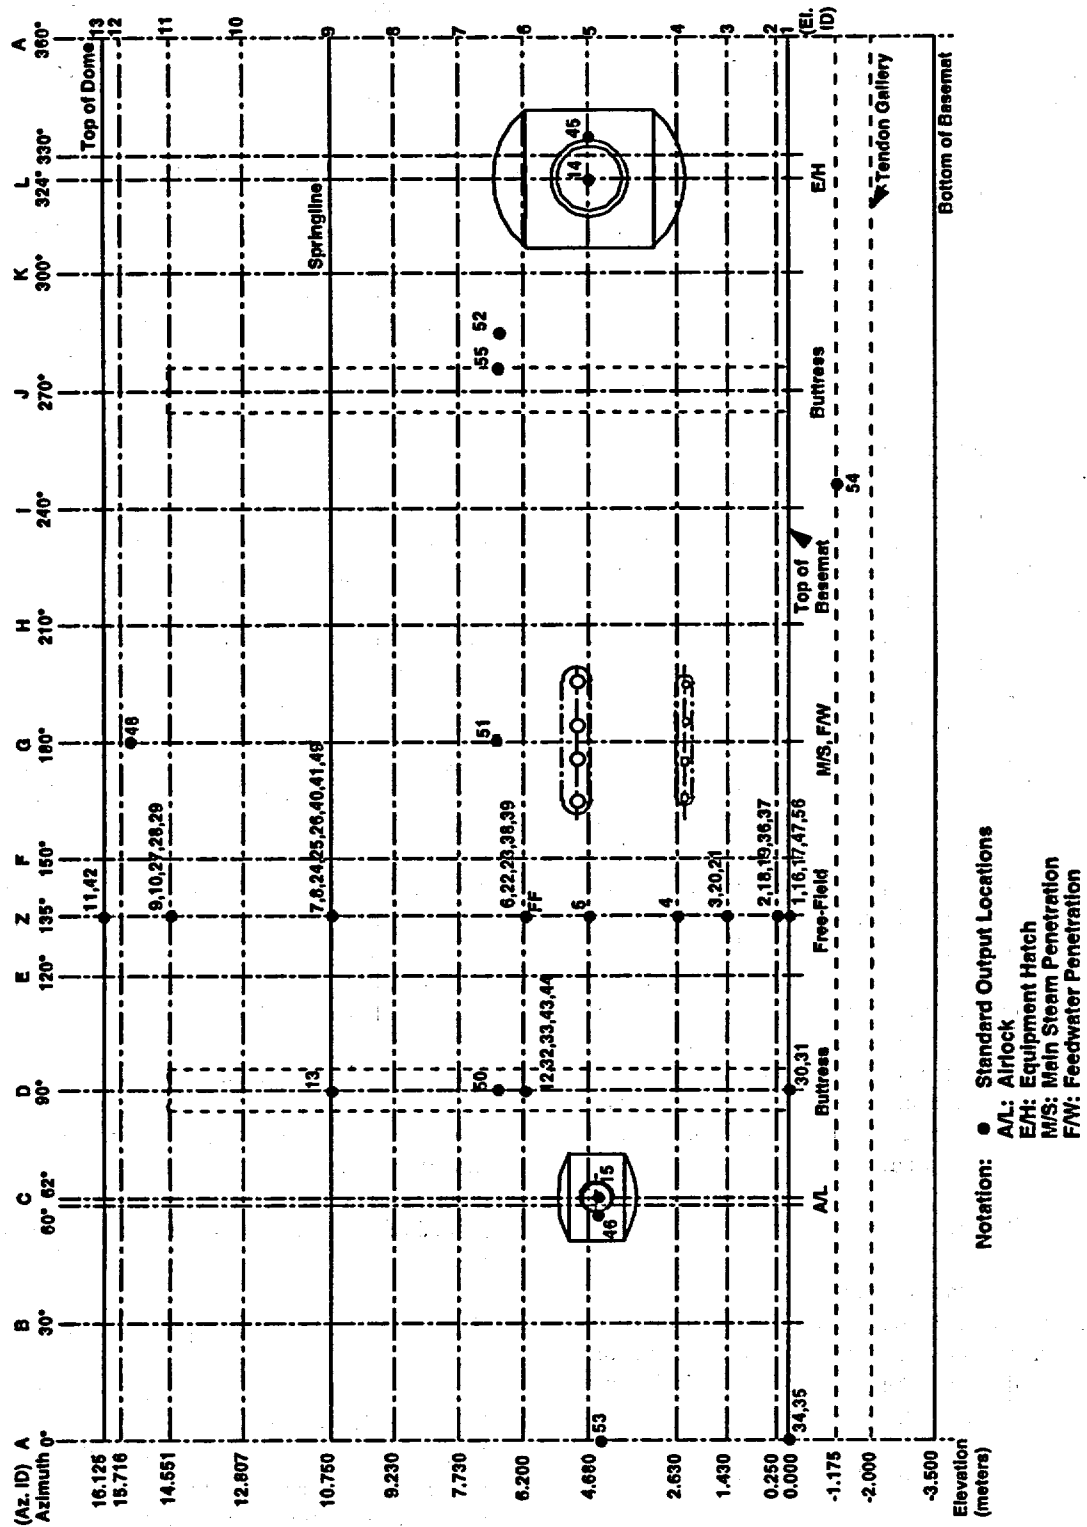 (Az. ID) A B C D E Z F G H I J K L A
Azimuth 0° 30° 60° 62° 90° 120° 135° 150° 180° 210° 240° 270° 300° 324° 330° 360°
16.125 11,42 Top of Dome 13
15.716 12
48
14.551 9,10,27,28,29 11
12.807 10
10.750 13 7,8,24,25,26,40,41,49 Springline 9
9.230 8
7.730 7
50 51 55 52
6.200 12,32,33,43,44 6,22,23,38,39 6
FF
4.680 5 14 45 5
53 46 15
2.630 4 4
1.430 3,20,21 3
0.250 2,18,19,36,37 2
0.000 34,35 30,31 1,16,17,47,56 1
A/L Buttress Free-Field M/S, F/W Top of Basemat Buttress E/H (El. ID)
-1.175 54
-2.000 Tendon Gallery
-3.500 Bottom of Basemat
Elevation
(meters)
Notation: ● Standard Output Locations
A/L: Airlock
E/H: Equipment Hatch
M/S: Main Steam Penetration
F/W: Feedwater Penetration